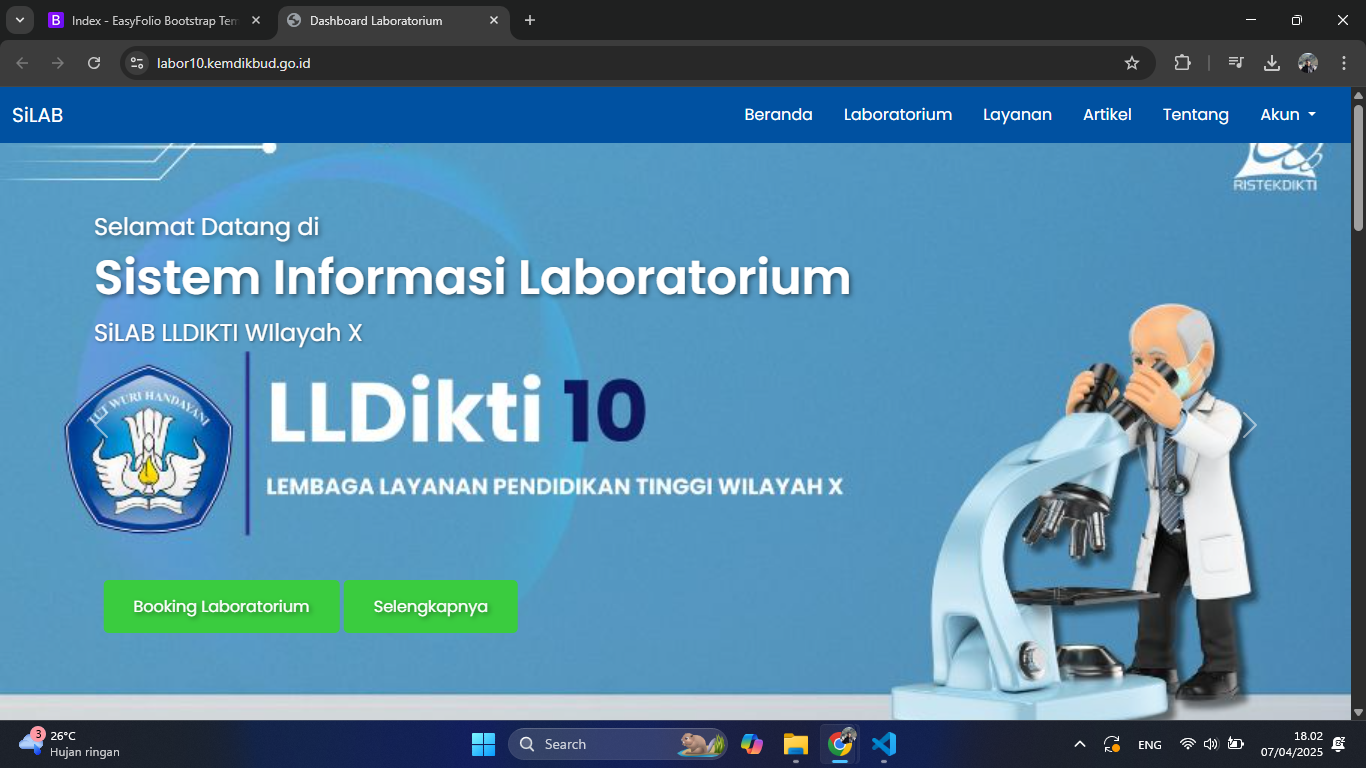 Index - EasyFolio Bootstrap Tem
Dashboard Laboratorium
labor10.kemdikbud.go.id
SiLAB
Beranda
Laboratorium
Layanan
Artikel
Tentang
Akun
RISTEKDIKTI
Selamat Datang di
Sistem Informasi Laboratorium
SiLAB LLDIKTI WIlayah X
TUT WURI HANDAYANI
LLDikti 10
LEMBAGA LAYANAN PENDIDIKAN TINGGI WILAYAH X
Booking Laboratorium
Selengkapnya
3
26°C
Hujan ringan
Search
ENG
18.02
07/04/2025